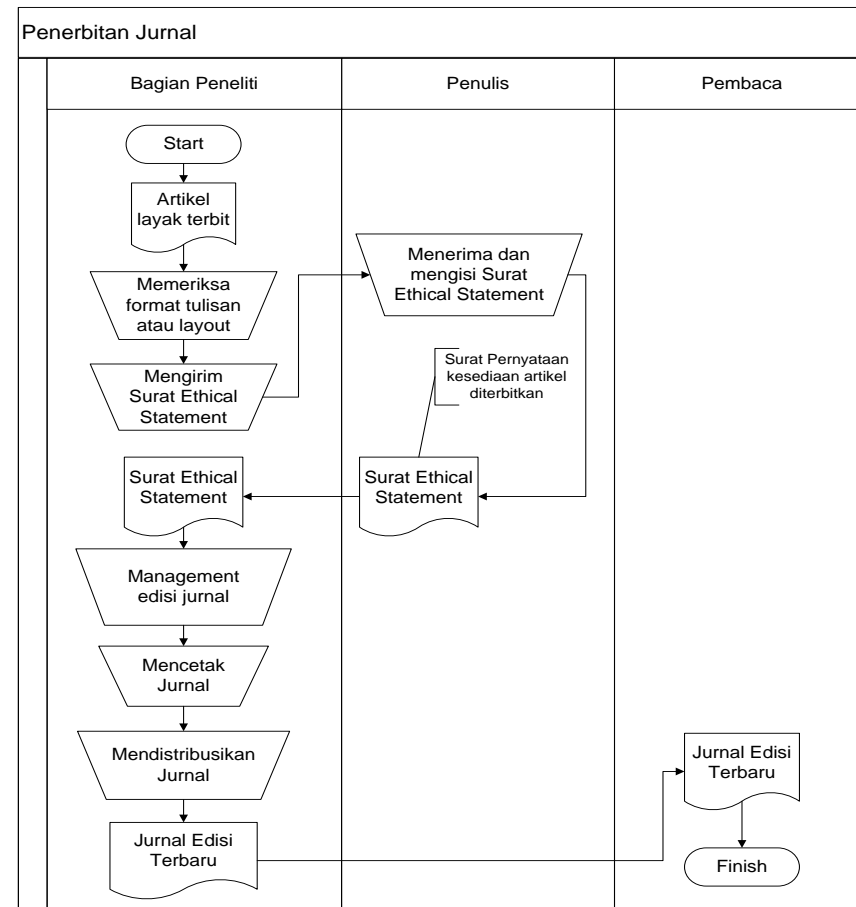 Penerbitan Jurnal
Bagian Peneliti
Penulis
Pembaca
Start
Artikel
layak terbit
Memeriksa
format tulisan
atau layout
Mengirim
Surat Ethical
Statement
Menerima dan
mengisi Surat
Ethical Statement
Surat Pernyataan
kesediaan artikel
diterbitkan
Surat Ethical
Statement
Surat Ethical
Statement
Management
edisi jurnal
Mencetak
Jurnal
Mendistribusikan
Jurnal
Jurnal Edisi
Terbaru
Jurnal Edisi
Terbaru
Finish